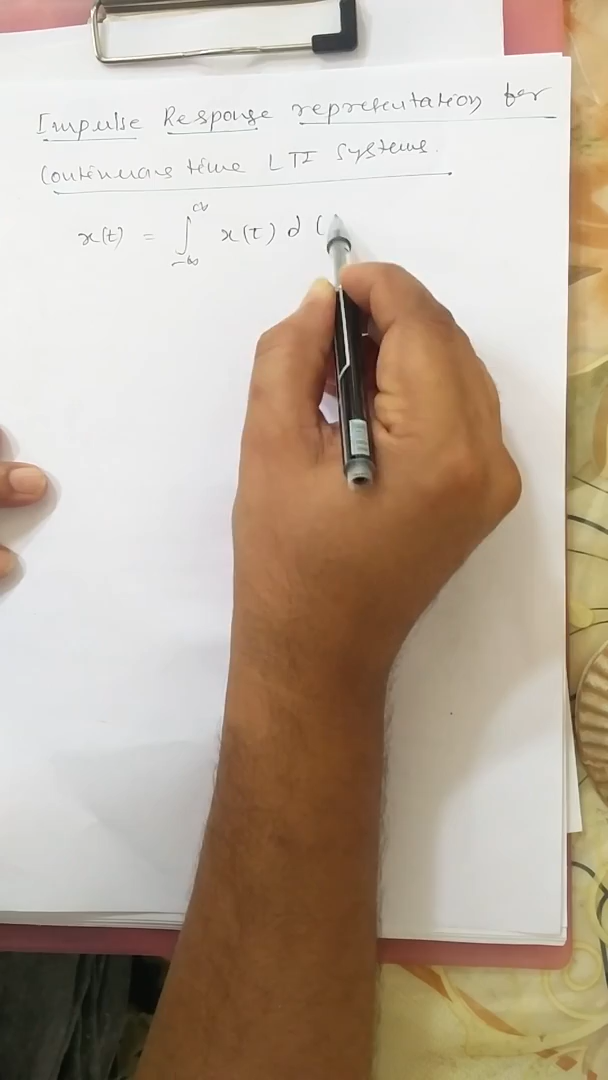 Impulse Response representation for
Continuous time LTI systems.
x(t) = ∫_{-∞}^{∞} x(τ) δ (